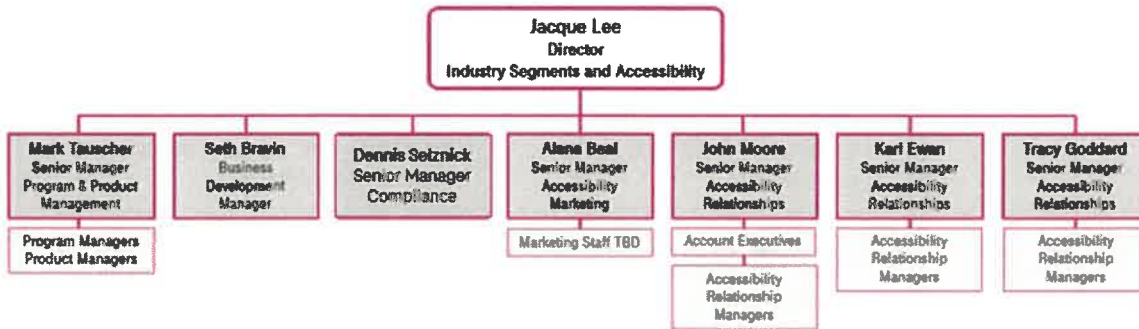 Jacque Lee
Director
Industry Segments and Accessibility
Mark Tauscher
Senior Manager
Program & Product
Management
Seth Bravin
Business
Development
Manager
Dennis Selznick
Senior Manager
Compliance
Alana Beal
Senior Manager
Accessibility
Marketing
John Moore
Senior Manager
Accessibility
Relationships
Karl Ewan
Senior Manager
Accessibility
Relationships
Tracy Goddard
Senior Manager
Accessibility
Relationships
Program Managers
Product Managers
Marketing Staff TBD
Account Executives
Accessibility
Relationship
Managers
Accessibility
Relationship
Managers
Accessibility
Relationship
Managers